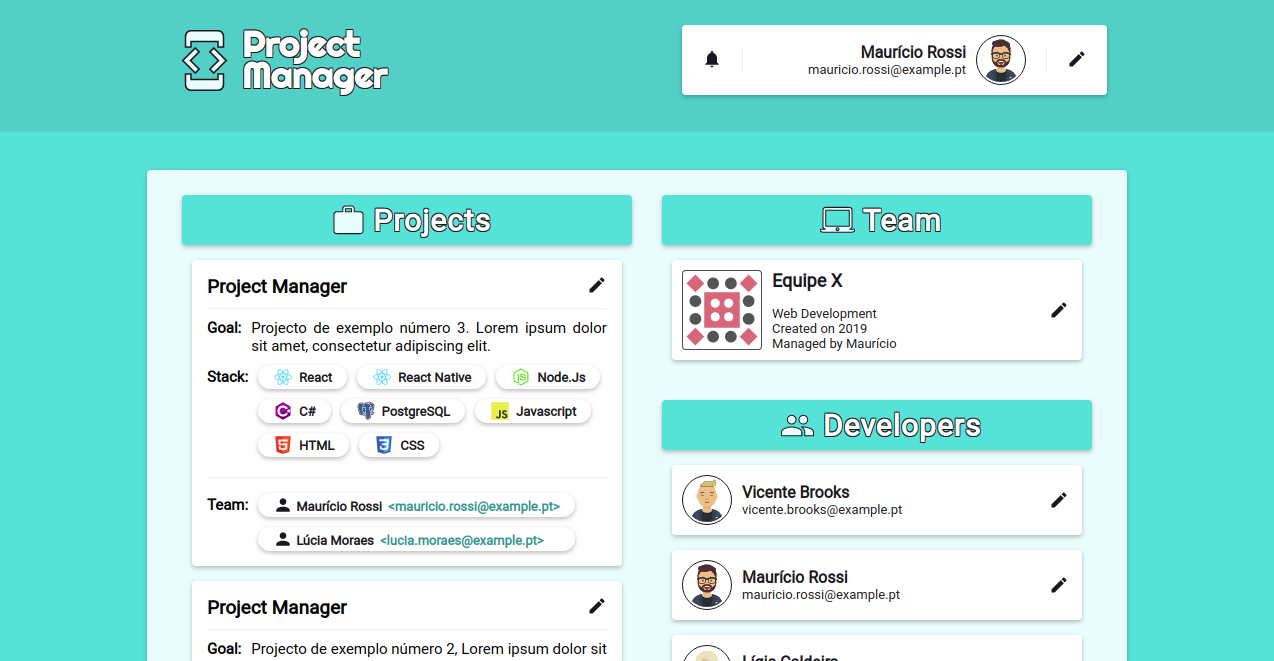 Project
Manager
Maurício Rossi
mauricio.rossi@example.pt
Projects
Project Manager
Goal: Projecto de exemplo número 3. Lorem ipsum dolor
sit amet, consectetur adipiscing elit.
Stack: React React Native Node.Js
C# PostgreSQL JS Javascript
HTML CSS
Team: Maurício Rossi <mauricio.rossi@example.pt>
Lúcia Moraes <lucia.moraes@example.pt>
Project Manager
Goal: Projecto de exemplo número 2, Lorem ipsum dolor sit
Team
Equipe X
Web Development
Created on 2019
Managed by Maurício
Developers
Vicente Brooks
vicente.brooks@example.pt
Maurício Rossi
mauricio.rossi@example.pt